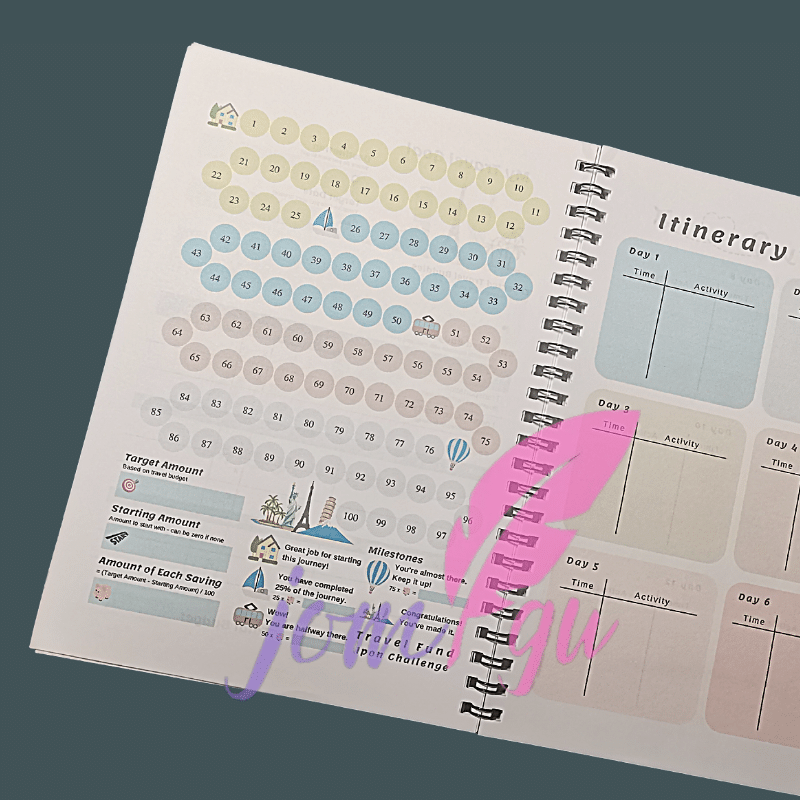 1 2 3 4 5 6 7 8 9 10
11
21 20 19 18 17 16 15 14 13 12
22
23 24 25 26 27 28 29 30 31
32
43 42 41 40 39 38 37 36 35 34 33
44 45 46 47 48 49 50 51 52
53
64 63 62 61 60 59 58 57 56 55 54
65 66 67 68 69 70 71 72 73 74
75
85 84 83 82 81 80 79 78 77 76
86 87 88 89 90 91 92 93 94 95
96
100 99 98 97
Target Amount
Based on travel budget
Starting Amount
Amount to start with - can be zero if none
START
Amount of Each Saving
= (Target Amount - Starting Amount) / 100
Great job for starting
this journey!
You have completed
25% of the journey.
25 x =
Wow!
You are halfway there.
50 x =
Milestones
You're almost there.
Keep it up!
75 x =
Congratulations!
You've made it.
Travel Fund
Ipon Challenge
Itinerary
Day 1
Time Activity
Day 3
Time Activity
Day 4
Time
Day 5
Time Activity
Day 6
Time